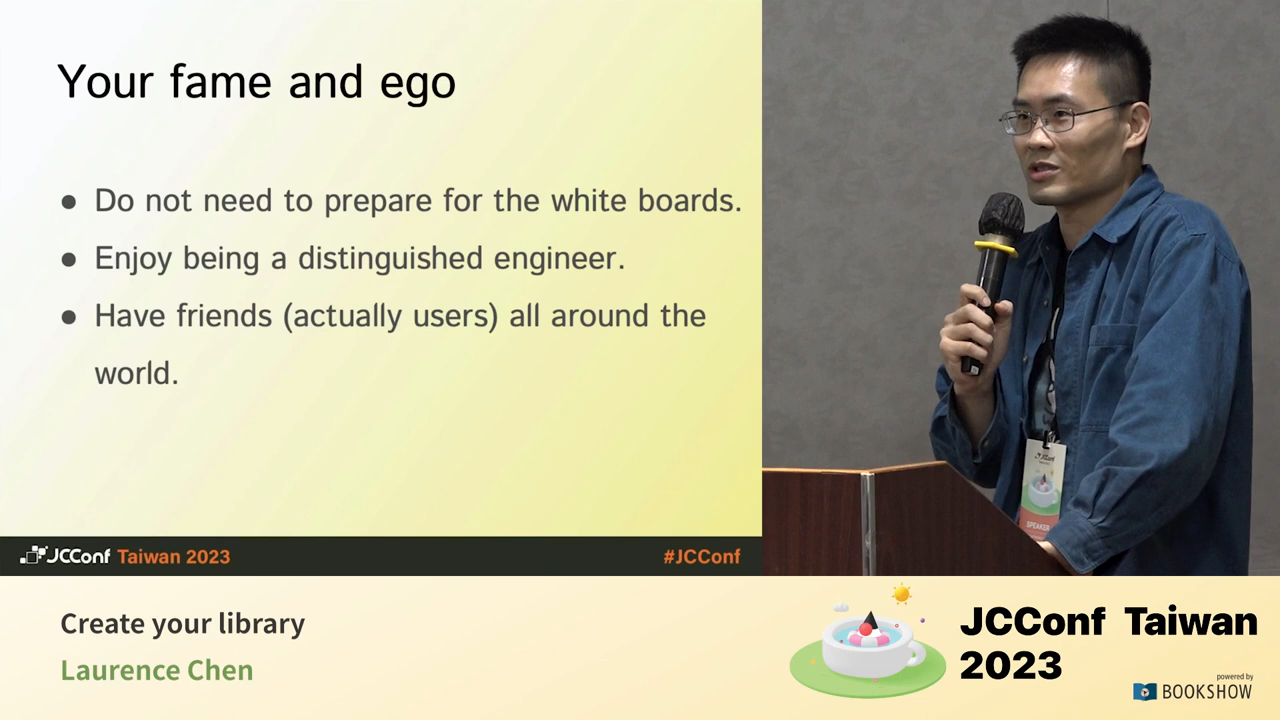 Your fame and ego
● Do not need to prepare for the white boards.
● Enjoy being a distinguished engineer.
● Have friends (actually users) all around the
world.
JCConf Taiwan 2023
#JCConf
SPEAKER
Create your library
Laurence Chen
JCConf Taiwan
2023
powered by
BOOKSHOW